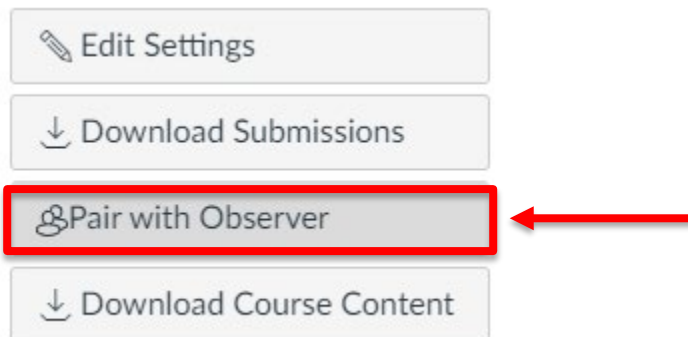 Edit Settings
Download Submissions
Pair with Observer
Download Course Content